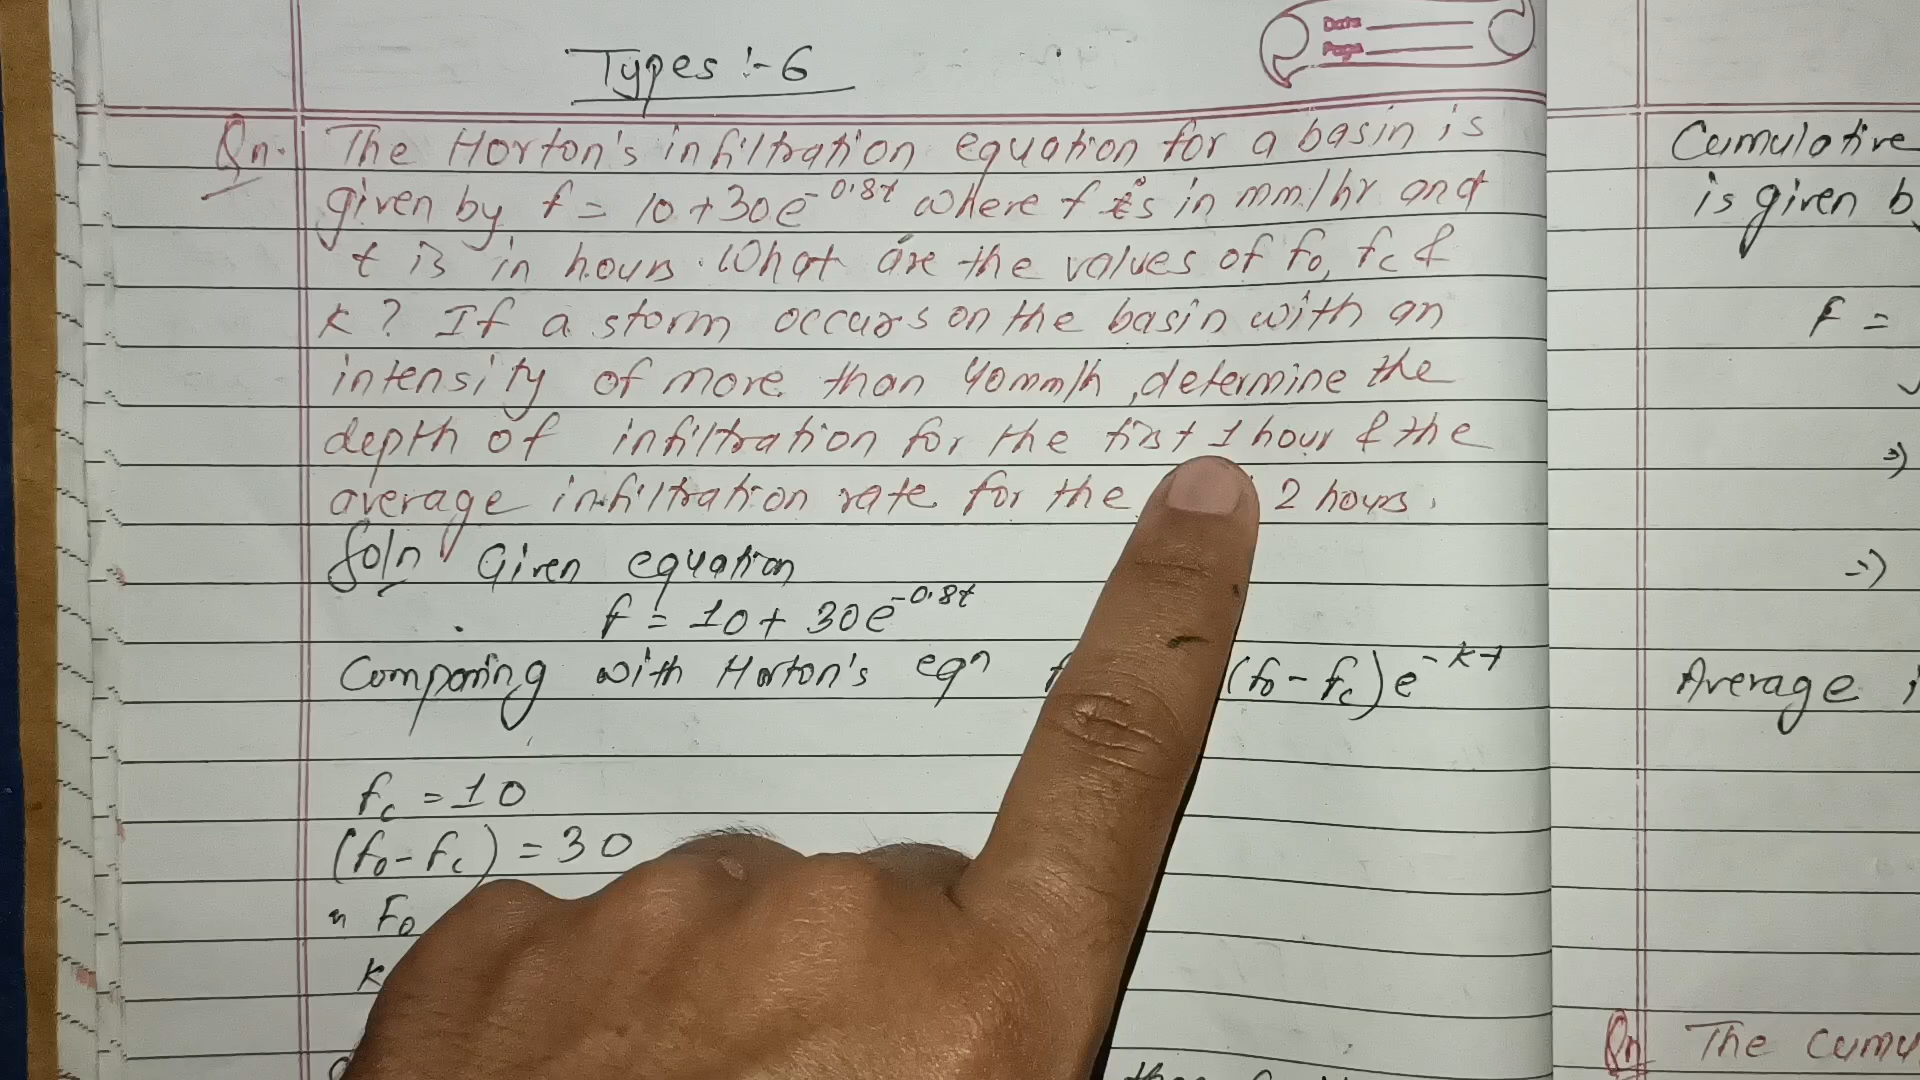 Types :- 6
Date
Page
Qn. The Horton's infiltration equation for a basin is
given by f = 10 + 30e^-0.8t where f is in mm/hr and
t is in hours. What are the values of fo, fc &
k? If a storm occurs on the basin with an
intensity of more than 40mm/h, determine the
depth of infiltration for the first 1 hour & the
average infiltration rate for the 2 hours.
Soln Given equation
f = 10 + 30e^-0.8t
Comparing with Horton's eqn (fo - fc)e^-kt
fc = 10
(fo - fc) = 30
" Fo
k
Cumulative
is given b
F =
=)
=)
Average i
Qn The cumu